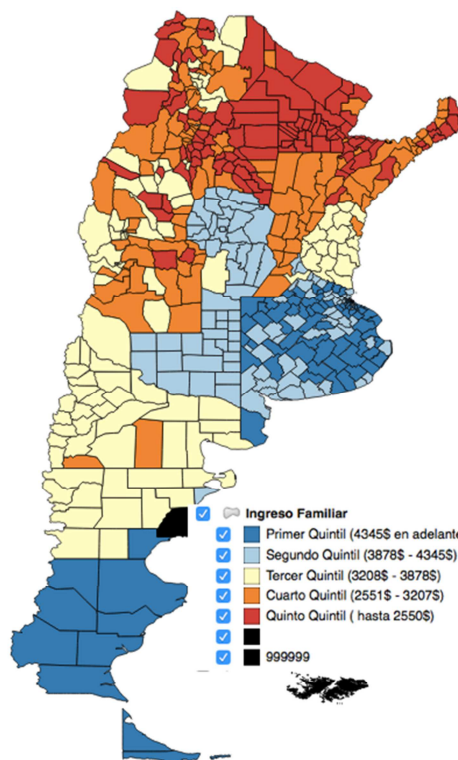 Ingreso Familiar
Primer Quintil (4345$ en adelante
Segundo Quintil (3878$ - 4345$)
Tercer Quintil (3208$ - 3878$)
Cuarto Quintil (2551$ - 3207$)
Quinto Quintil ( hasta 2550$)
999999